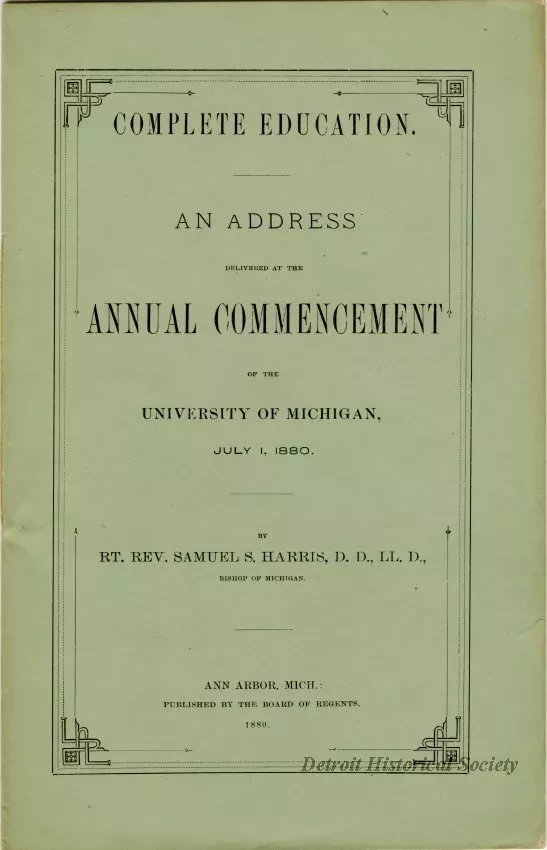 COMPLETE EDUCATION.
AN ADDRESS
DELIVERED AT THE
ANNUAL COMMENCEMENT
OF THE
UNIVERSITY OF MICHIGAN,
JULY 1, 1880.
BY
RT. REV. SAMUEL S. HARRIS, D. D., LL. D.,
BISHOP OF MICHIGAN.
ANN ARBOR, MICH.:
PUBLISHED BY THE BOARD OF REGENTS.
1880.
Detroit Historical Society